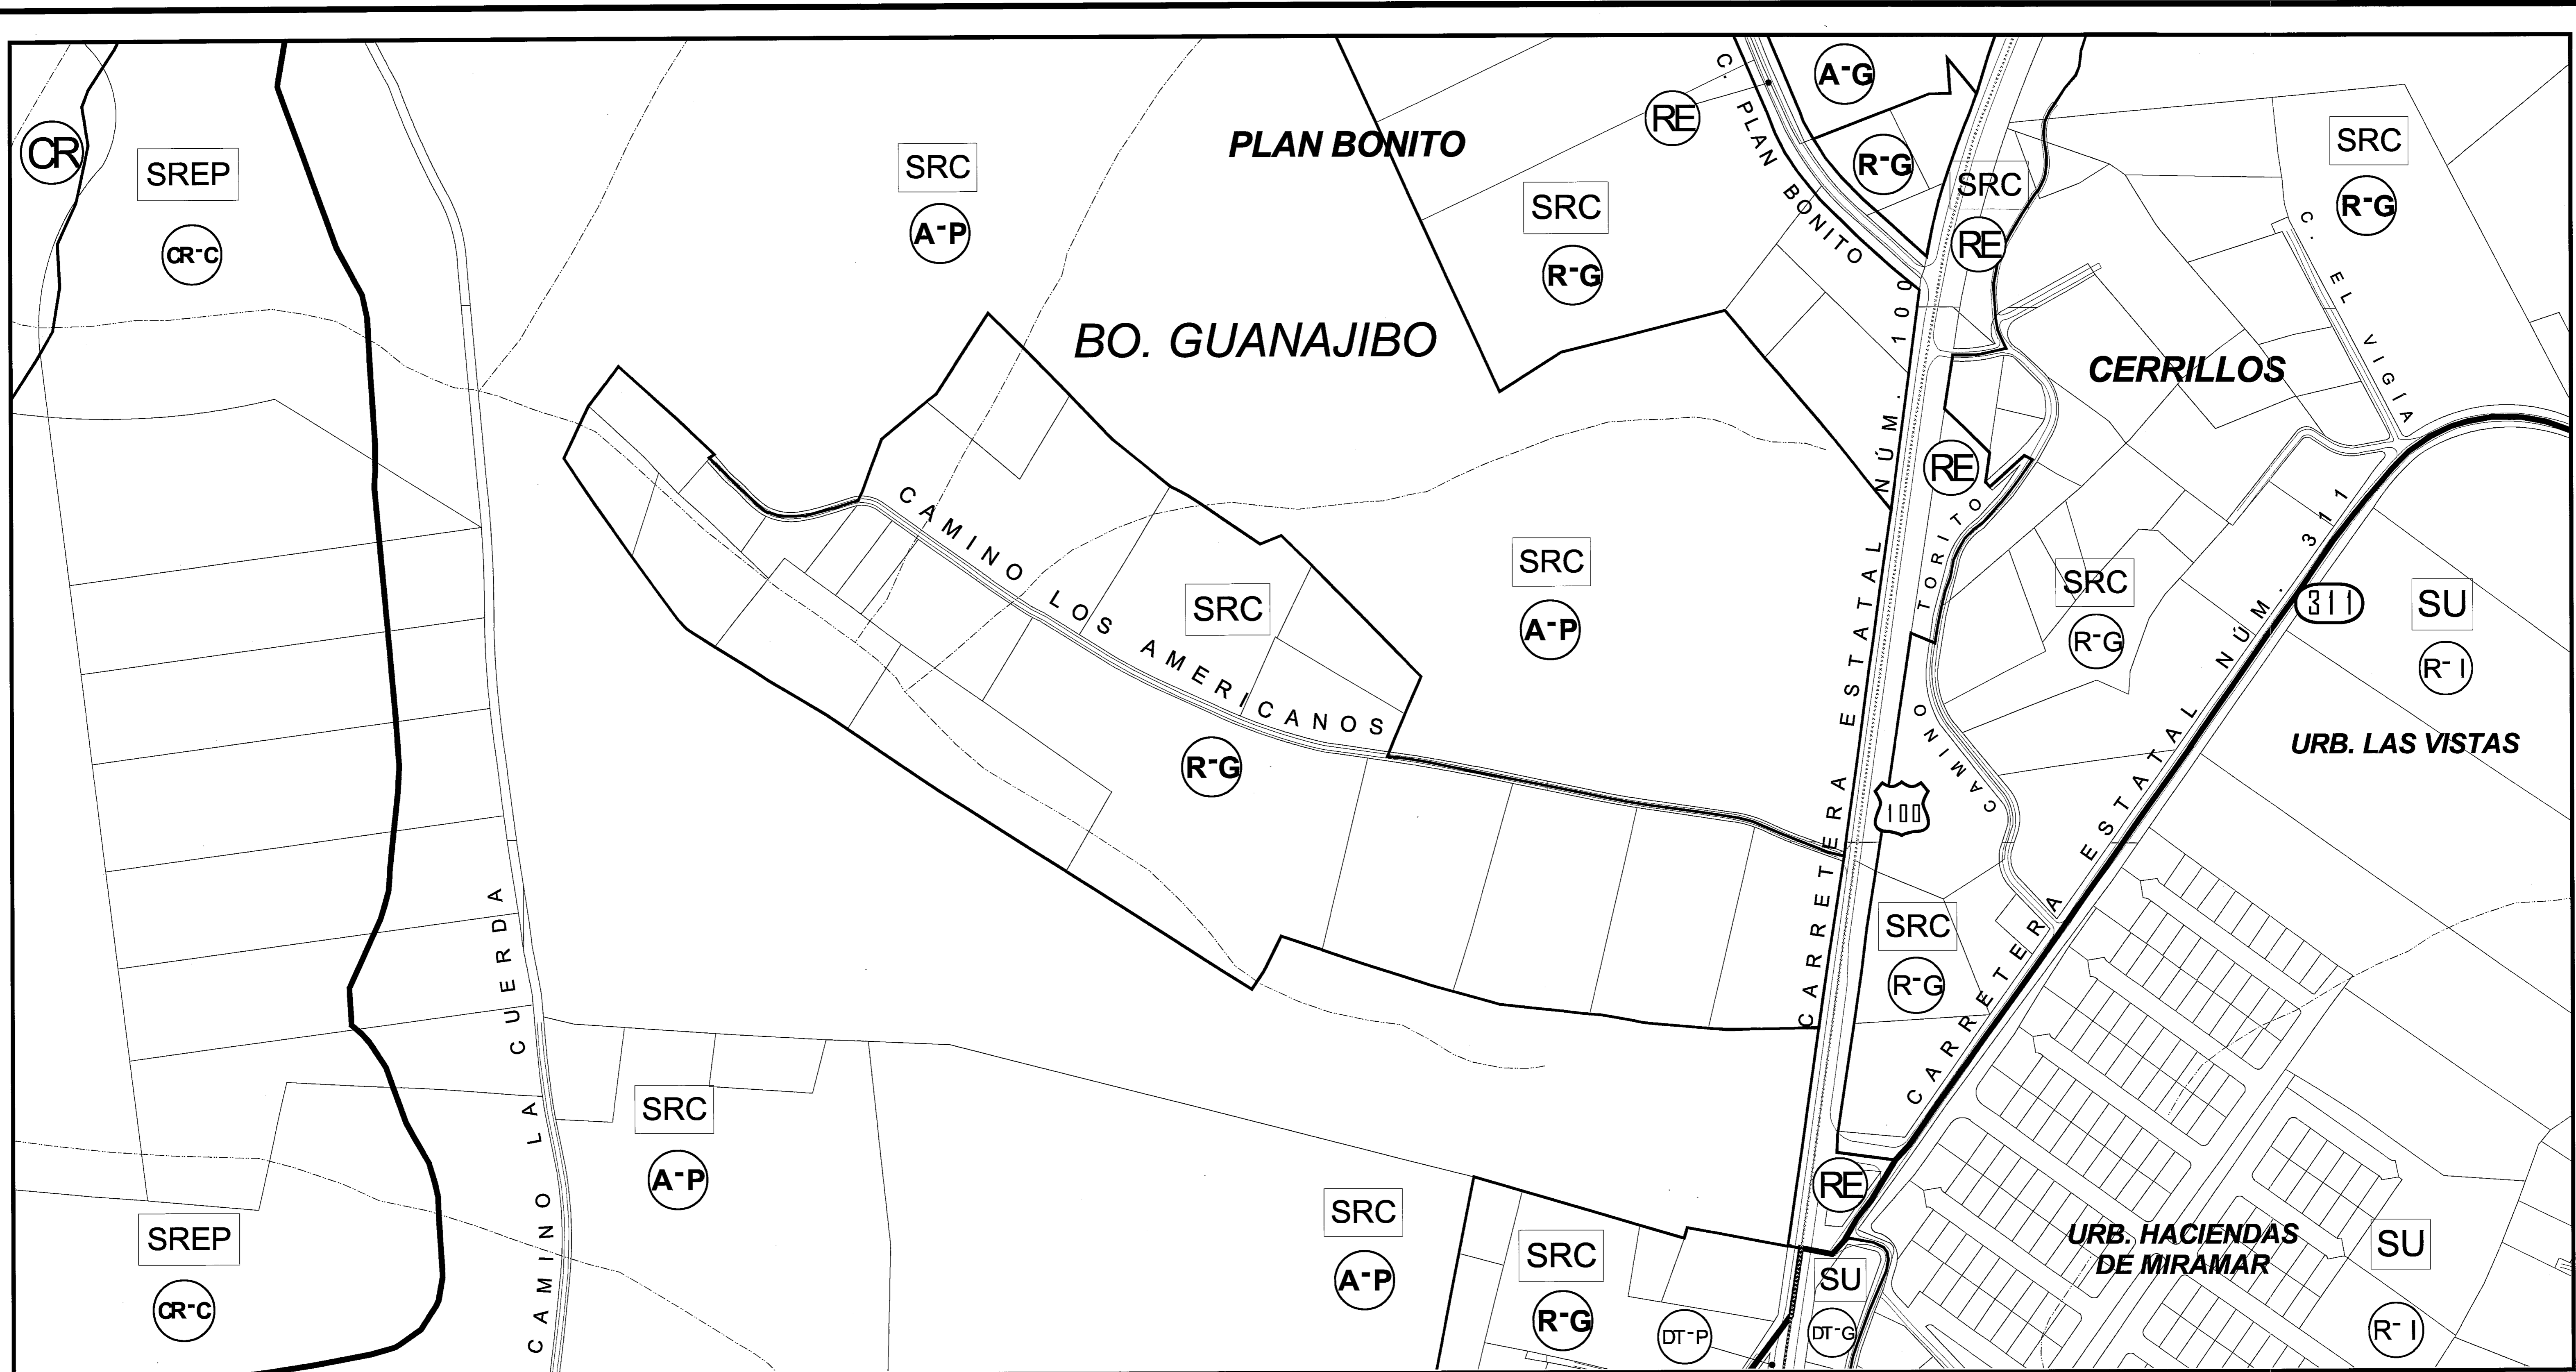 CR
SREP
CR-C
SRC
A-P
PLAN BONITO
BO. GUANAJIBO
SRC
R-G
RE
C. PLAN BONITO
A-G
R-G
SRC
RE
SRC
R-G
C. EL VIGÍA
CERRILLOS
RE
CAMINO TORITO
CARRETERA ESTATAL NÚM. 100
100
CAMINO LOS AMERICANOS
SRC
R-G
SRC
A-P
SRC
R-G
CARRETERA ESTATAL NÚM. 311
311
SU
R-I
URB. LAS VISTAS
SRC
R-G
CAMINO LA CUERDA
SRC
A-P
SREP
CR-C
SRC
A-P
SRC
R-G
DT-P
RE
SU
DT-G
URB. HACIENDAS
DE MIRAMAR
SU
R-I